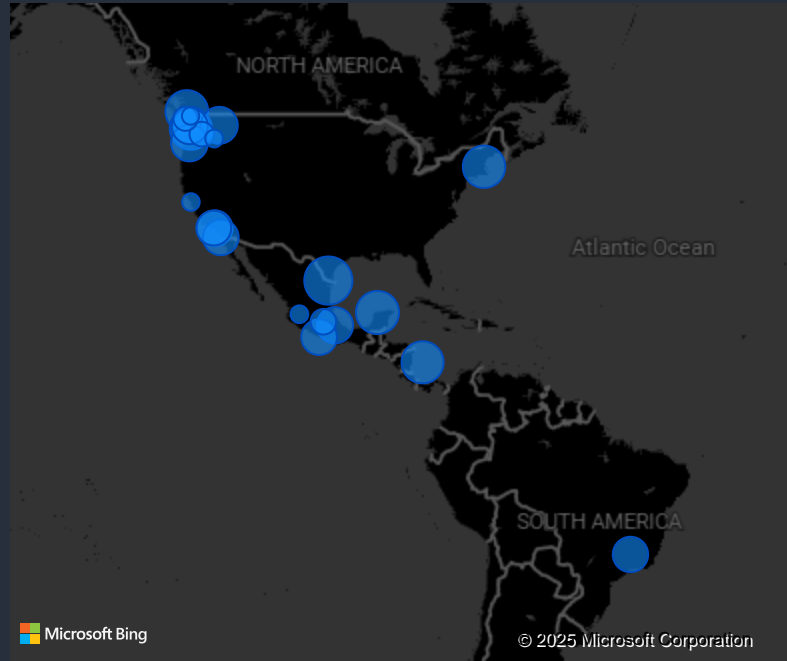 NORTH AMERICA
Atlantic Ocean
SOUTH AMERICA
Microsoft Bing
© 2025 Microsoft Corporation